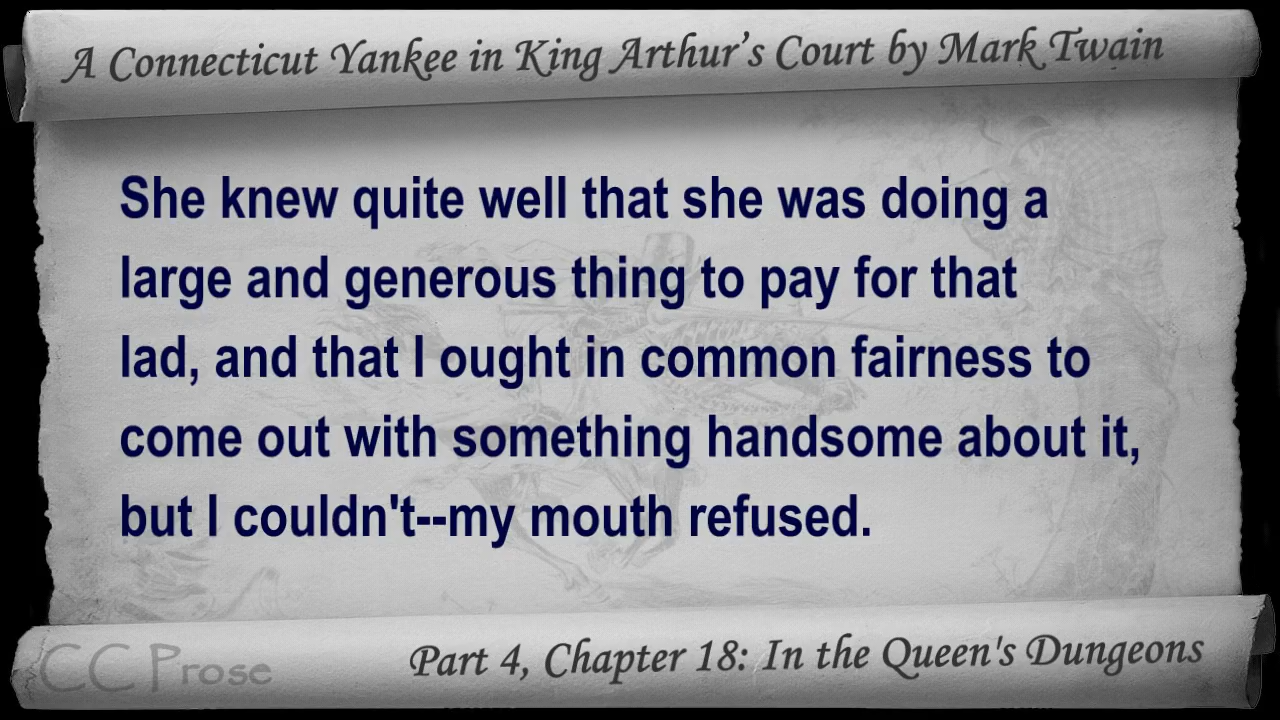 A Connecticut Yankee in King Arthur's Court by Mark Twain
She knew quite well that she was doing a
large and generous thing to pay for that
lad, and that I ought in common fairness to
come out with something handsome about it,
but I couldn't--my mouth refused.
CC Prose
Part 4, Chapter 18: In the Queen's Dungeons